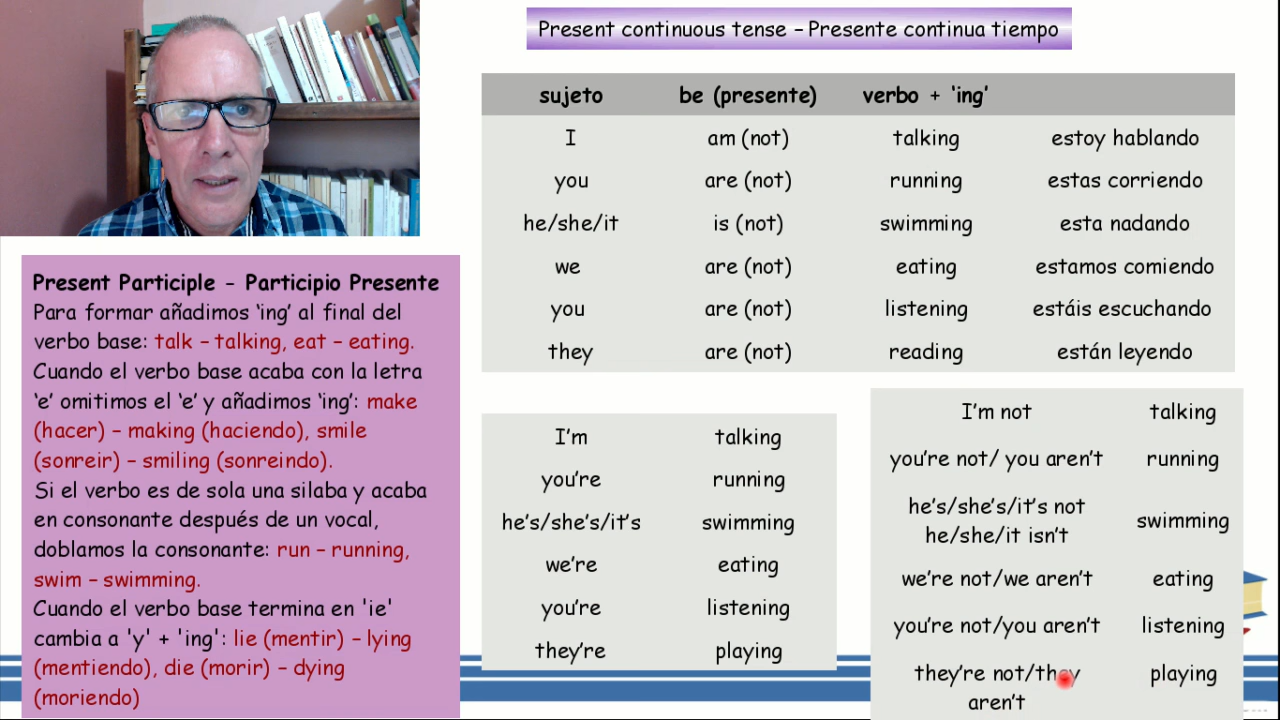 Present continuous tense – Presente continua tiempo
sujeto be (presente) verbo + 'ing'
I am (not) talking estoy hablando
you are (not) running estas corriendo
he/she/it is (not) swimming esta nadando
we are (not) eating estamos comiendo
you are (not) listening estáis escuchando
they are (not) reading están leyendo
Present Participle - Participio Presente
Para formar añadimos 'ing' al final del
verbo base: talk – talking, eat – eating.
Cuando el verbo base acaba con la letra
'e' omitimos el 'e' y añadimos 'ing': make
(hacer) – making (haciendo), smile
(sonreir) – smiling (sonreindo).
Si el verbo es de sola una silaba y acaba
en consonante después de un vocal,
doblamos la consonante: run – running,
swim – swimming.
Cuando el verbo base termina en 'ie'
cambia a 'y' + 'ing': lie (mentir) – lying
(mentiendo), die (morir) – dying
(moriendo)
I'm talking
you're running
he's/she's/it's swimming
we're eating
you're listening
they're playing
I'm not talking
you're not/ you aren't running
he's/she's/it's not
he/she/it isn't swimming
we're not/we aren't eating
you're not/you aren't listening
they're not/they playing
aren't